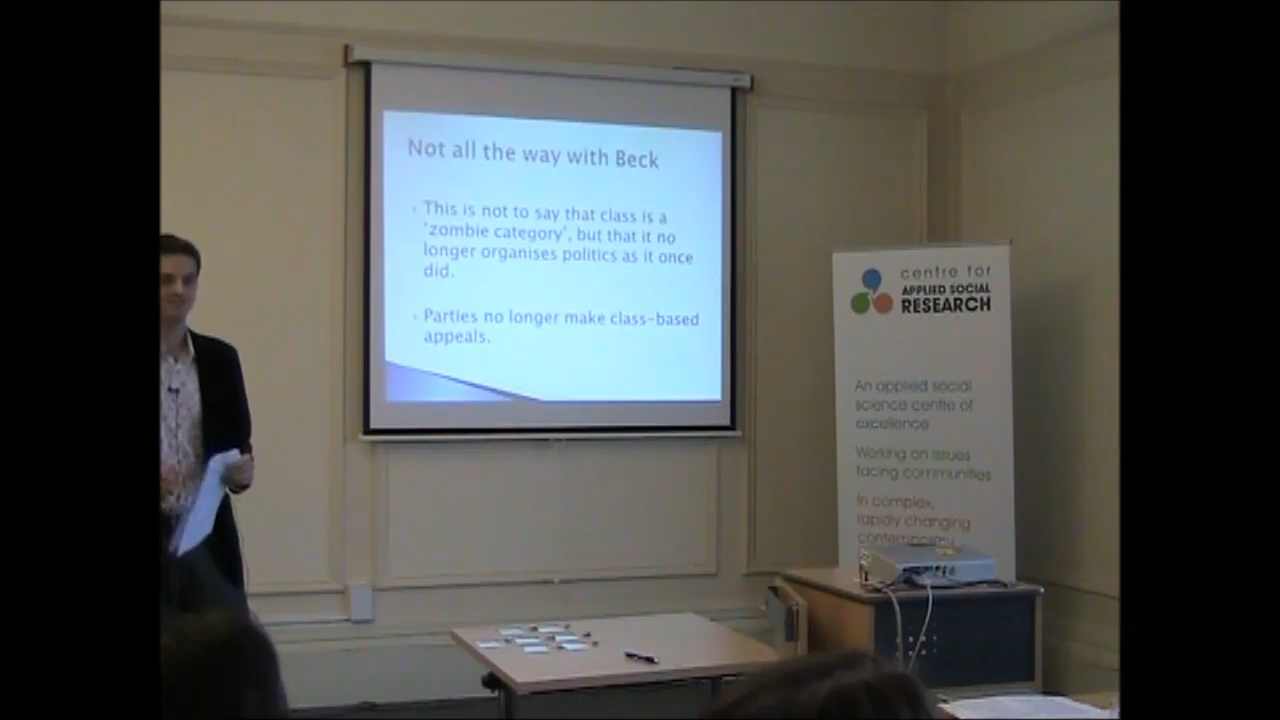 Not all the way with Beck
This is not to say that class is a
'zombie category', but that it no
longer organises politics as it once
did.
Parties no longer make class-based
appeals.
centre for
APPLIED SOCIAL
RESEARCH
An applied social
science centre of
excellence
Working on issues
facing communities
In complex,
rapidly changing
contemporary